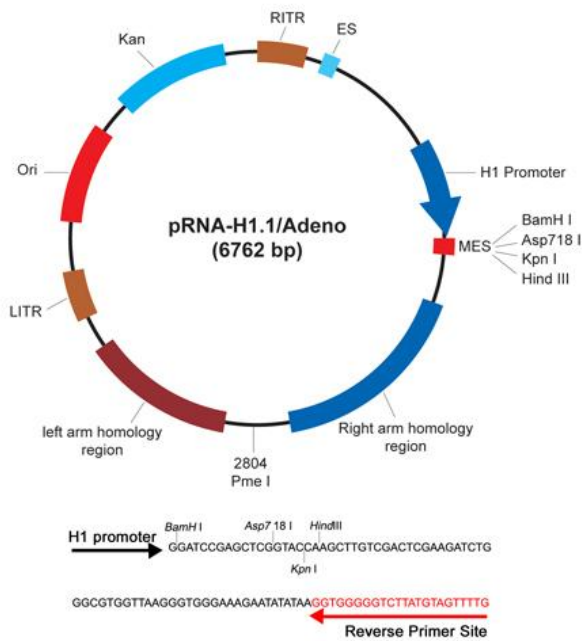 RITR
ES
Kan
H1 Promoter
Ori
pRNA-H1.1/Adeno
(6762 bp)
MES
BamH I
Asp718 I
Kpn I
Hind III
LITR
left arm homology
region
Right arm homology
region
2804
Pme I
H1 promoter
BamH I
Asp7 18 I
HindIII
GGATCCGAGCTCGGTACCAAGCTTGTCGACTCGAAGATCTG
Kpn I
GGCGTGGTTAAGGGTGGGAAAGAATATATAAGGTGGGGGTCTTATGTAGTTTTG
Reverse Primer Site